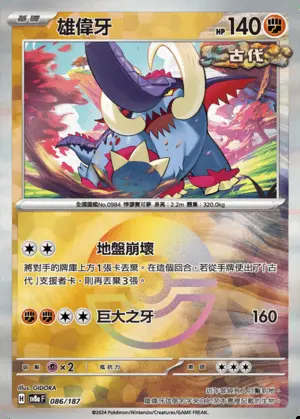 基礎 雄偉牙 HP 140
古代
全國圖鑑No.0984 悖謬寶可夢 身高:2.2m 體重:320.0kg
地盤崩壞
將對手的牌庫上方1張卡丟棄。在這個回合,若從手牌使出了「古
代」支援者卡,則再丟棄3張。
巨大之牙 160
弱點 ×2 抵抗力 撤退
Illus. GIDORA
H sv8a F 086/187
©2024 Pokémon/Nintendo/Creatures/GAME FREAK.